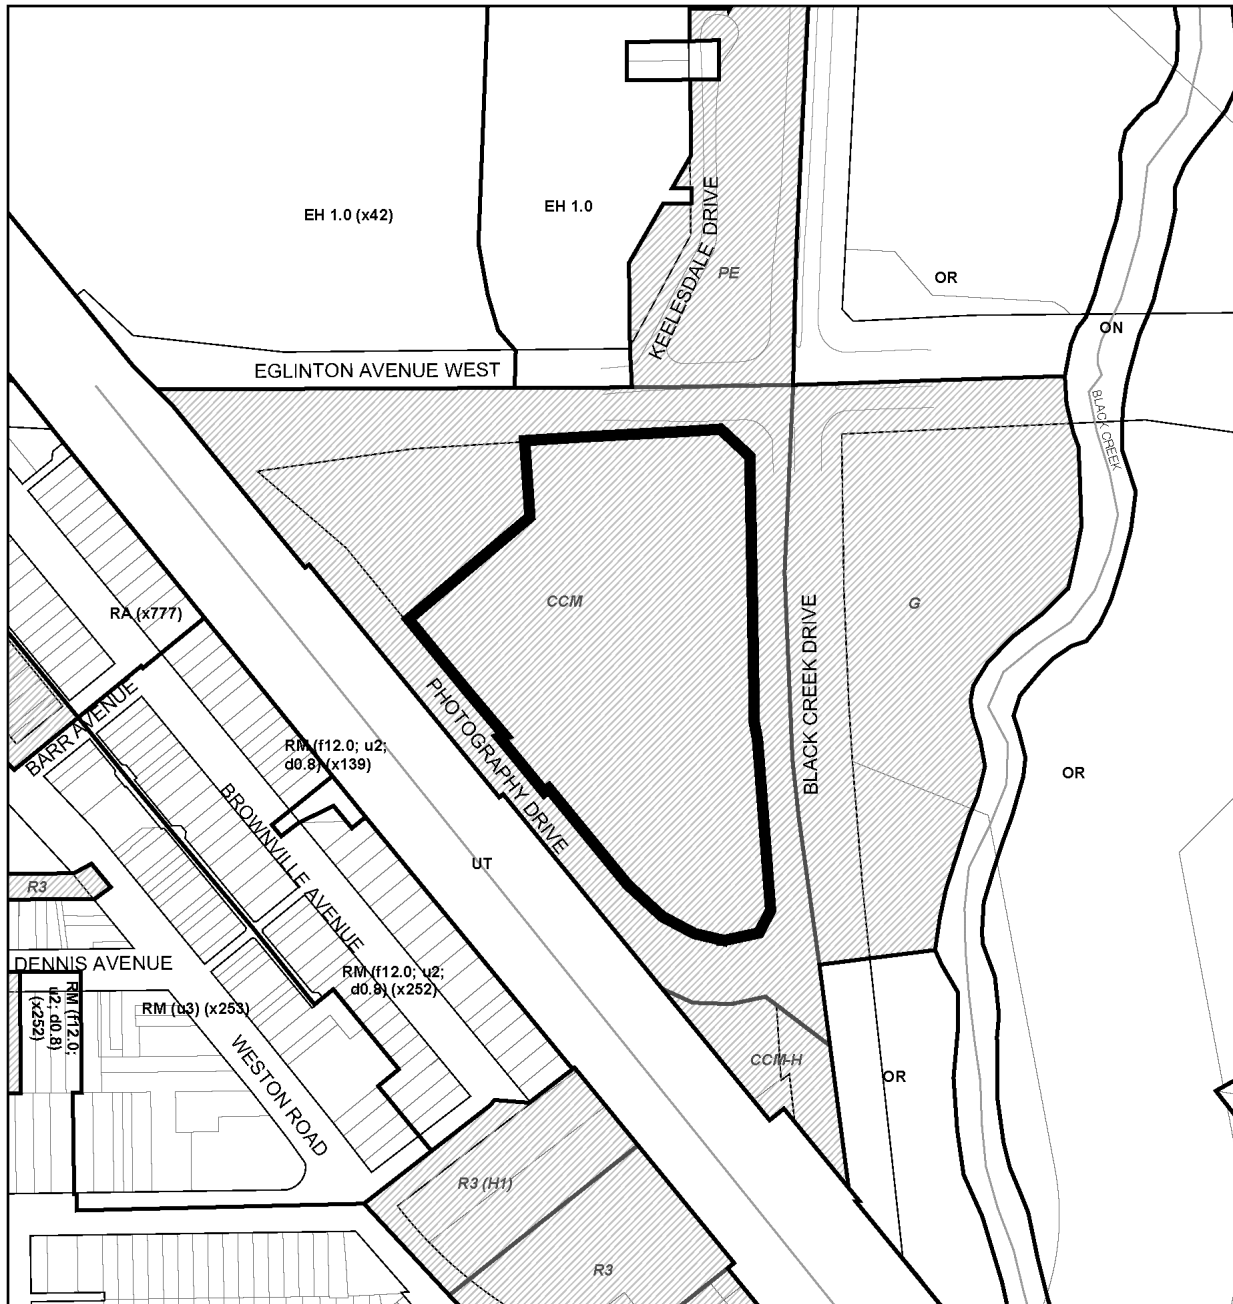 EH 1.0 (x42)
EH 1.0
KEELESDALE DRIVE
PE
OR
ON
EGLINTON AVENUE WEST
BLACK CREEK
CCM
G
RA (x777)
BARR AVENUE
PHOTOGRAPHY DRIVE
BLACK CREEK DRIVE
RM (f12.0; u2;
d0.8) (x139)
OR
BROWNVILLE AVENUE
UT
R3
DENNIS AVENUE
RM (f12.0; u2;
d0.8) (x252)
RM (f12.0;
u2; d0.8)
(x252)
RM (u3) (x253)
WESTON ROAD
CCM-H
OR
R3 (H1)
R3